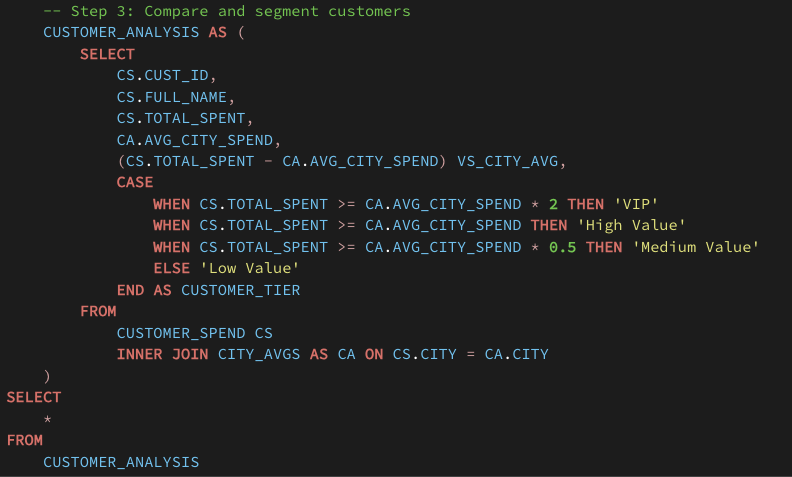 -- Step 3: Compare and segment customers
CUSTOMER_ANALYSIS AS (
SELECT
CS.CUST_ID,
CS.FULL_NAME,
CS.TOTAL_SPENT,
CA.AVG_CITY_SPEND,
(CS.TOTAL_SPENT - CA.AVG_CITY_SPEND) VS_CITY_AVG,
CASE
WHEN CS.TOTAL_SPENT >= CA.AVG_CITY_SPEND * 2 THEN 'VIP'
WHEN CS.TOTAL_SPENT >= CA.AVG_CITY_SPEND THEN 'High Value'
WHEN CS.TOTAL_SPENT >= CA.AVG_CITY_SPEND * 0.5 THEN 'Medium Value'
ELSE 'Low Value'
END AS CUSTOMER_TIER
FROM
CUSTOMER_SPEND CS
INNER JOIN CITY_AVGS AS CA ON CS.CITY = CA.CITY
)
SELECT
*
FROM
CUSTOMER_ANALYSIS